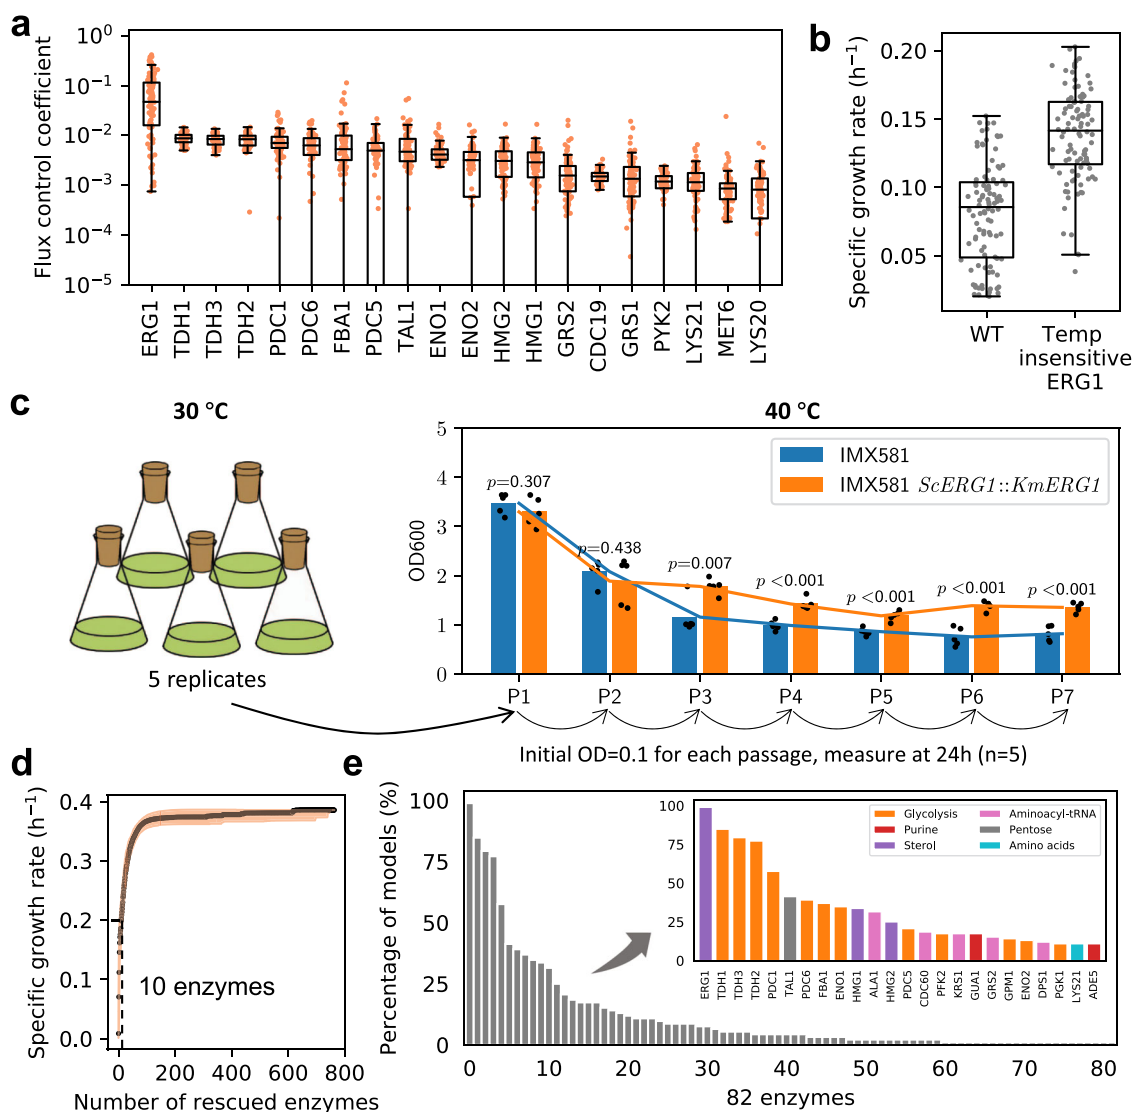 a
Flux control coefficient
10⁰
10⁻¹
10⁻²
10⁻³
10⁻⁴
10⁻⁵
ERG1
TDH1
TDH3
TDH2
PDC1
PDC6
FBA1
PDC5
TAL1
ENO1
ENO2
HMG2
HMG1
GRS2
CDC19
GRS1
PYK2
LYS21
MET6
LYS20
b
Specific growth rate (h⁻¹)
0.20
0.15
0.10
0.05
WT
Temp
insensitive
ERG1
c
30 °C
5 replicates
40 °C
OD600
5
4
3
2
1
0
IMX581
IMX581 ScERG1::KmERG1
p=0.307
p=0.438
p=0.007
p <0.001
p <0.001
p <0.001
p <0.001
P1
P2
P3
P4
P5
P6
P7
Initial OD=0.1 for each passage, measure at 24h (n=5)
d
Specific growth rate (h⁻¹)
0.4
0.3
0.2
0.1
0.0
10 enzymes
0
200
400
600
800
Number of rescued enzymes
e
Percentage of models (%)
100
75
50
25
0
0
10
20
30
40
50
60
70
80
82 enzymes
100
75
50
25
0
Glycolysis
Purine
Sterol
Aminoacyl-tRNA
Pentose
Amino acids
ERG1
TDH1
TDH3
TDH2
PDC1
TAL1
PDC6
FBA1
ENO1
HMG1
ALA1
HMG2
PDC5
CDC60
PFK2
KRS1
GUA1
GRS2
GPM1
ENO2
DPS1
PGK1
LYS21
ADE5